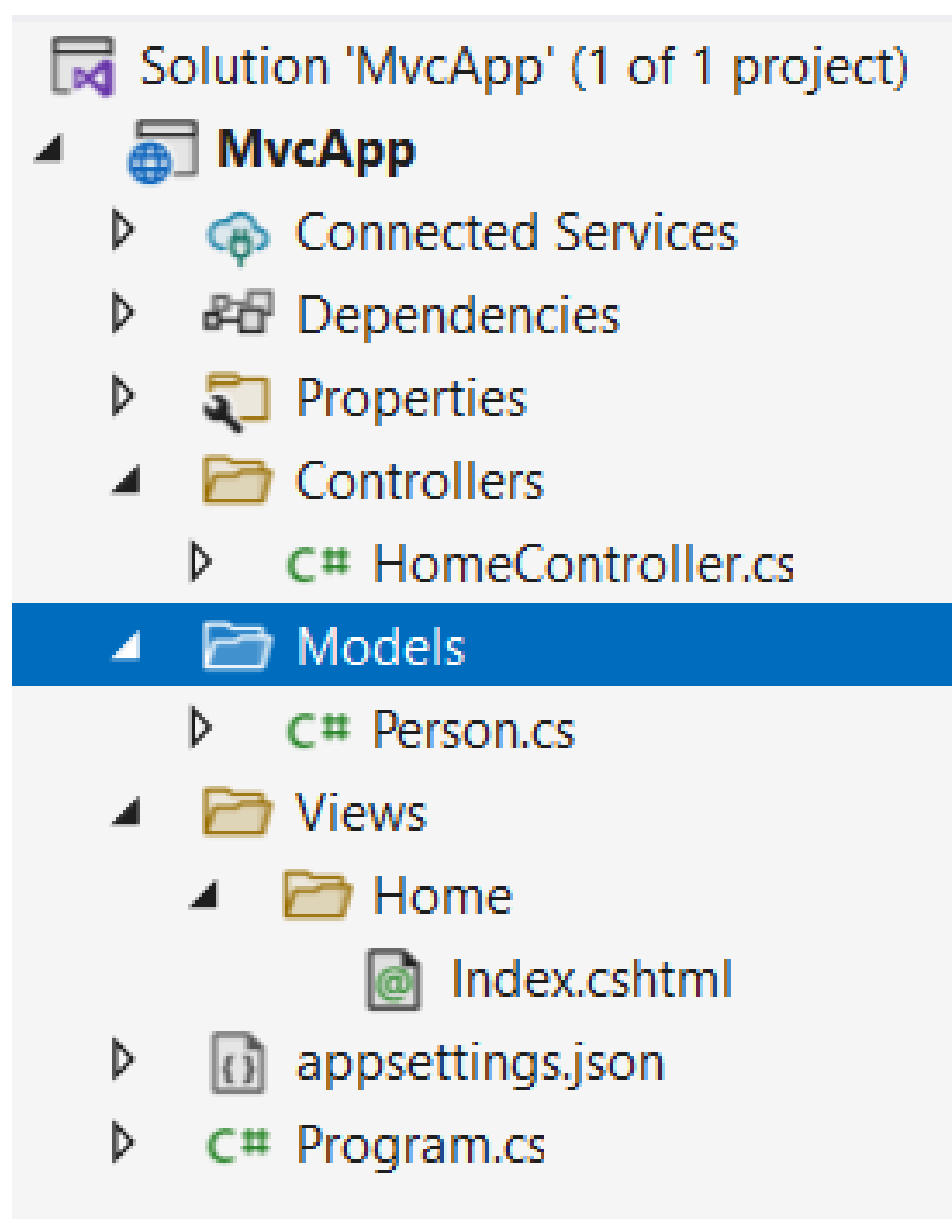 Solution 'MvcApp' (1 of 1 project)
MvcApp
Connected Services
Dependencies
Properties
Controllers
C# HomeController.cs
Models
C# Person.cs
Views
Home
@ Index.cshtml
{} appsettings.json
C# Program.cs